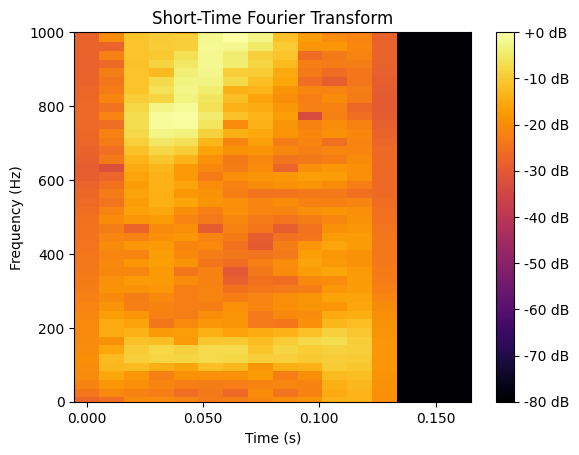 Short-Time Fourier Transform
Frequency (Hz)
1000
800
600
400
200
0
0.000
0.050
0.100
0.150
Time (s)
+0 dB
-10 dB
-20 dB
-30 dB
-40 dB
-50 dB
-60 dB
-70 dB
-80 dB